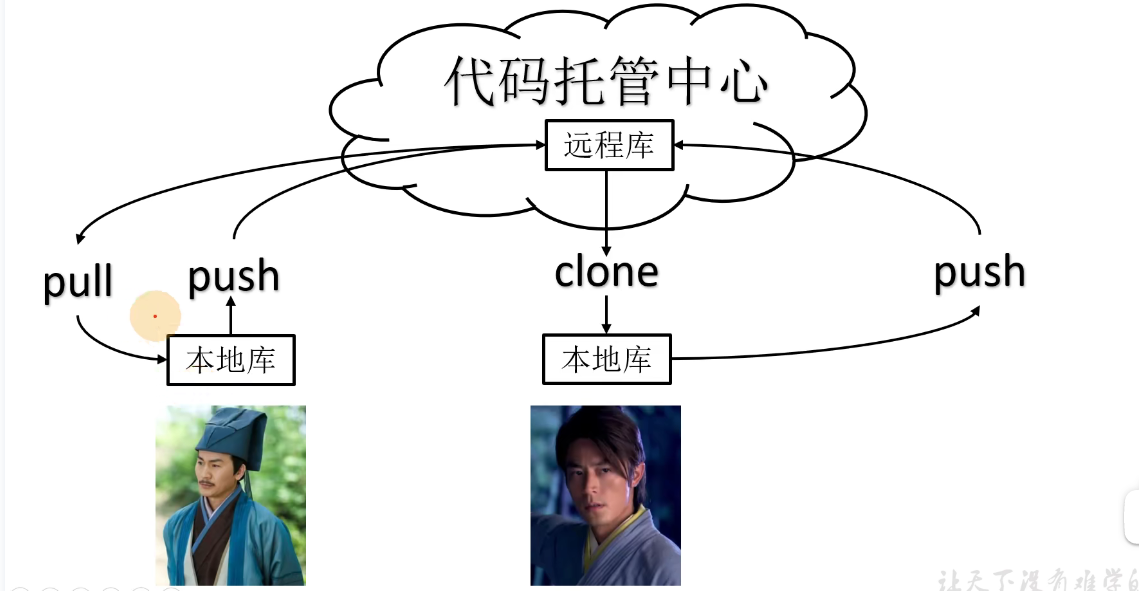 代码托管中心
远程库
pull
push
clone
push
本地库
本地库
让天下没有难学的